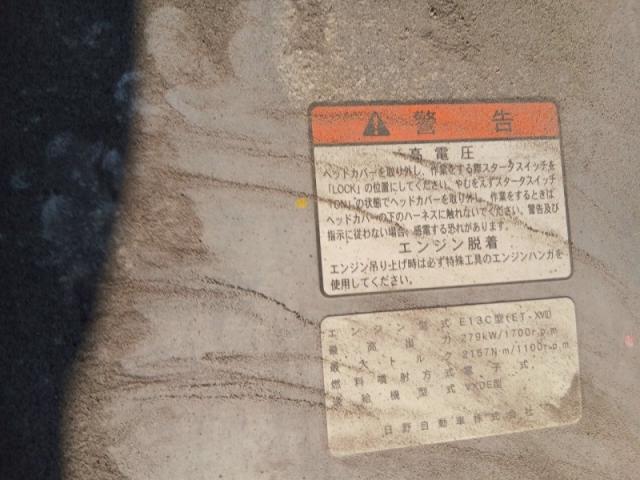 警告
高電圧
ヘッドカバーを取り外し、作業をする際スタータスイッチを
「LOCK」の位置にしてください。やむをえずスタータスイッチ
「ON」の状態でヘッドカバーを取り外し、作業をするときは
ヘッドカバーの下のハーネスに触れないでください。警告及び
指示に従わない場合、感電する恐れがあります。
エンジン脱着
エンジン吊り上げ時は必ず特殊工具のエンジンハンガを
使用してください。
エンジン型式 E13C型(ET-XVII)
最高出力 279kW/1700r.p.m
最大トルク 2157N・m/1100r.p.m
燃料噴射方式 電子式
過給機型式 VXDE型
日野自動車株式会社